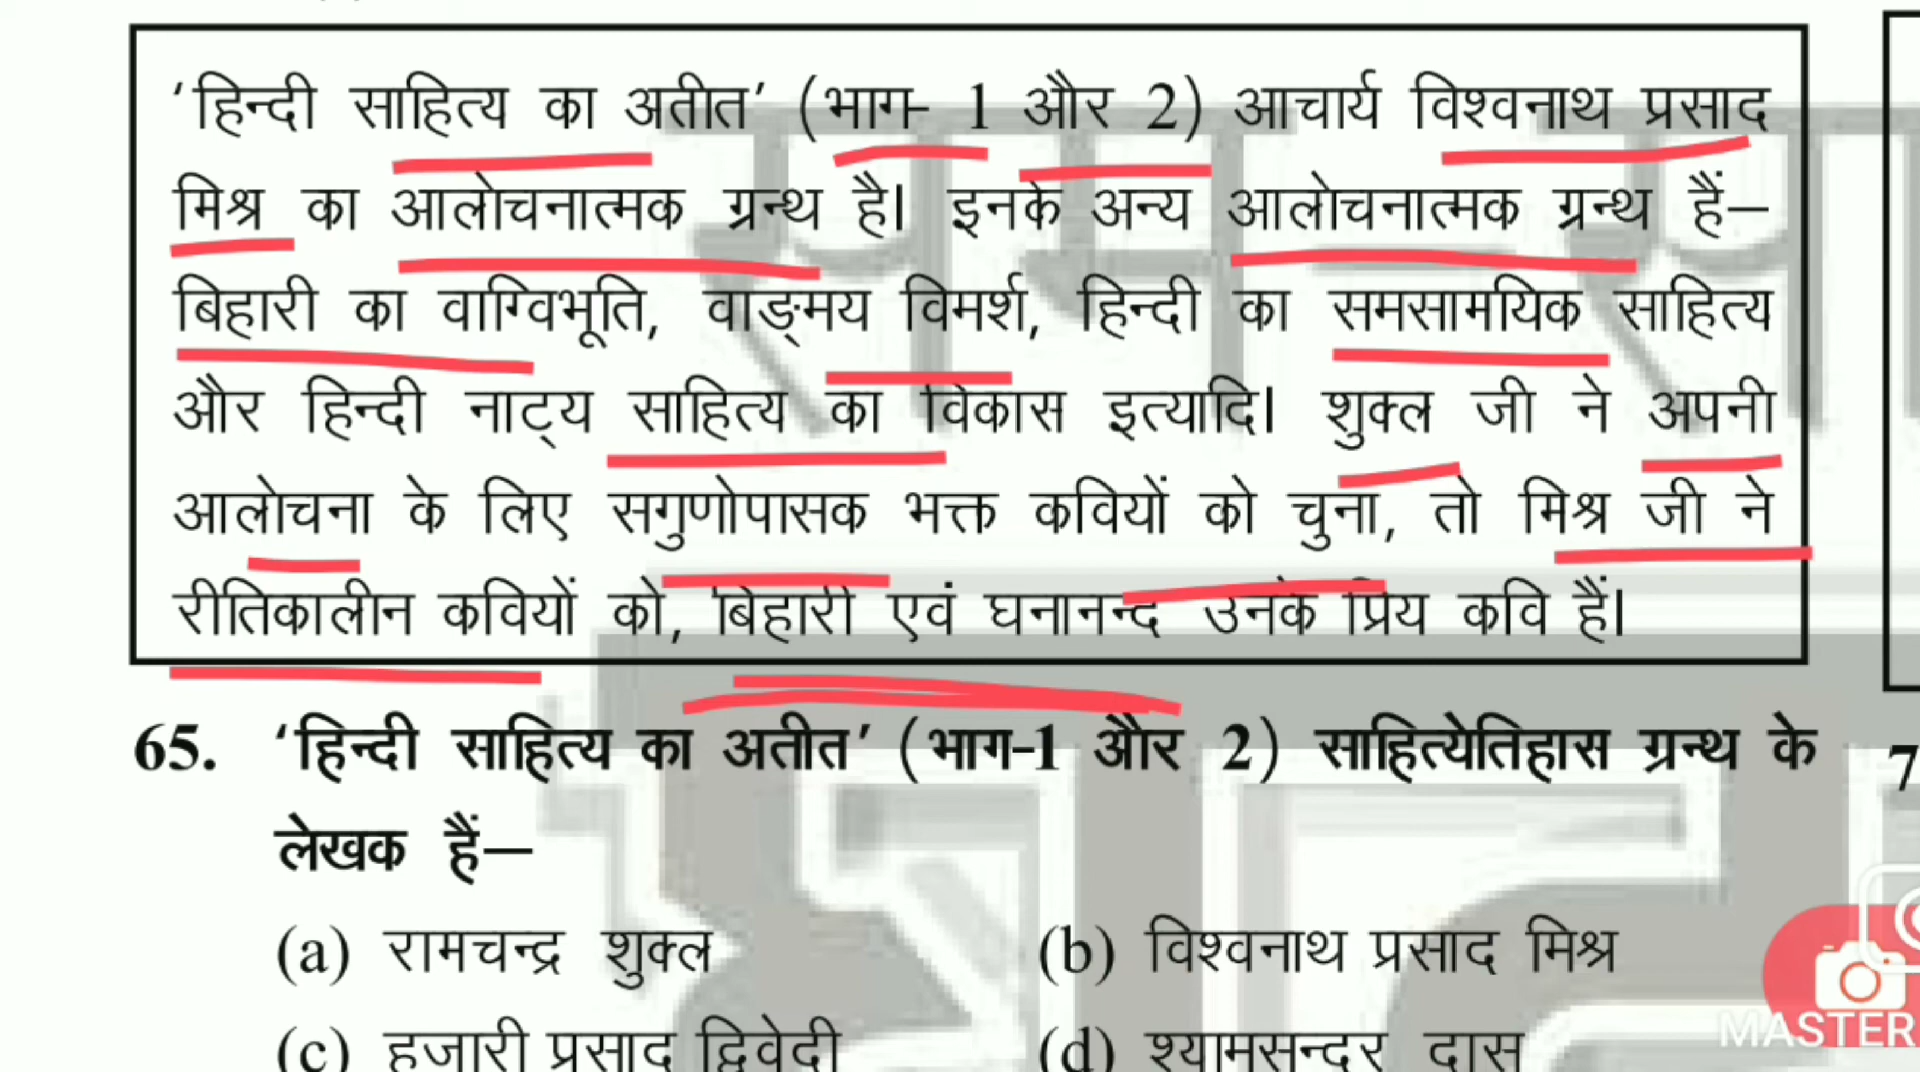 ‘हिन्दी साहित्य का अतीत’ (भाग- 1 और 2) आचार्य विश्वनाथ प्रसाद
मिश्र का आलोचनात्मक ग्रन्थ है। इनके अन्य आलोचनात्मक ग्रन्थ हैं–
बिहारी का वाग्विभूति, वाङ्मय विमर्श, हिन्दी का समसामयिक साहित्य
और हिन्दी नाट्य साहित्य का विकास इत्यादि। शुक्ल जी ने अपनी
आलोचना के लिए सगुणोपासक भक्त कवियों को चुना, तो मिश्र जी ने
रीतिकालीन कवियों को, बिहारी एवं घनानन्द उनके प्रिय कवि हैं।
65. ‘हिन्दी साहित्य का अतीत’ (भाग-1 और 2) साहित्येतिहास ग्रन्थ के
लेखक हैं–
(a) रामचन्द्र शुक्ल (b) विश्वनाथ प्रसाद मिश्र
(c) हजारी प्रसाद द्विवेदी (d) श्यामसुन्दर दास
7
MASTER